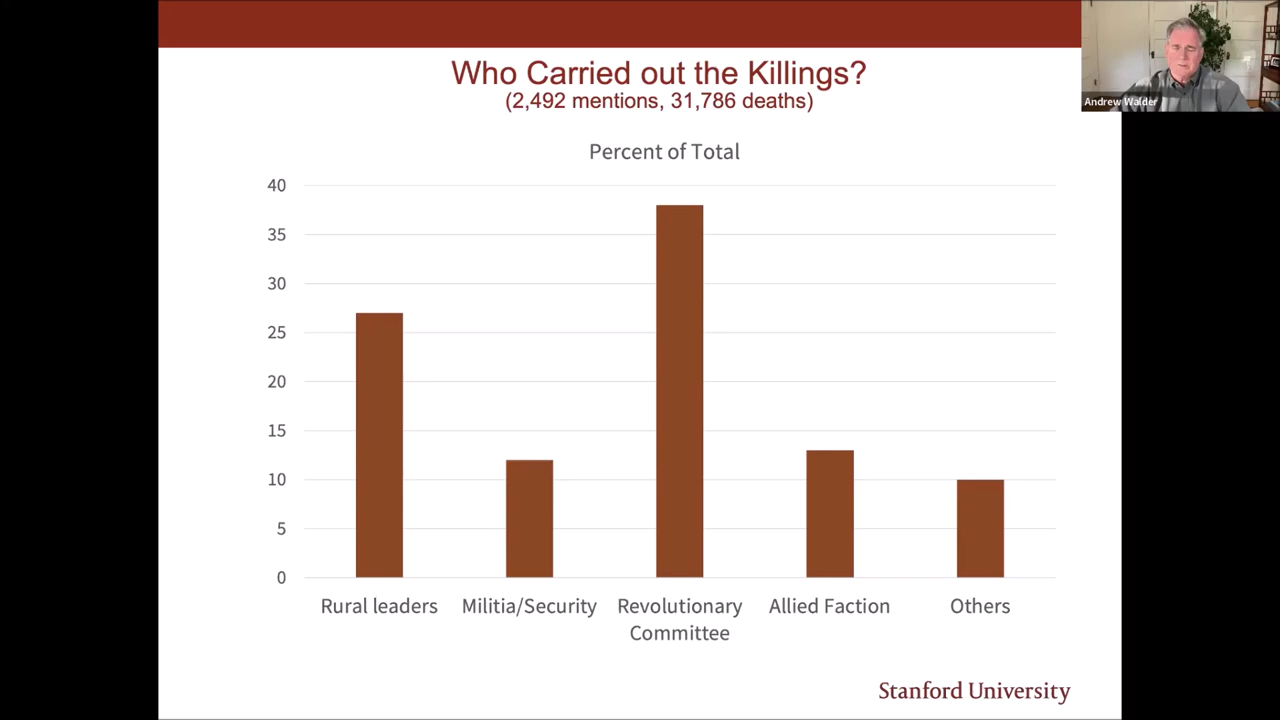 Who Carried out the Killings?
(2,492 mentions, 31,786 deaths)
Andrew Walder
Percent of Total
40
35
30
25
20
15
10
5
0
Rural leaders
Militia/Security
Revolutionary
Committee
Allied Faction
Others
Stanford University